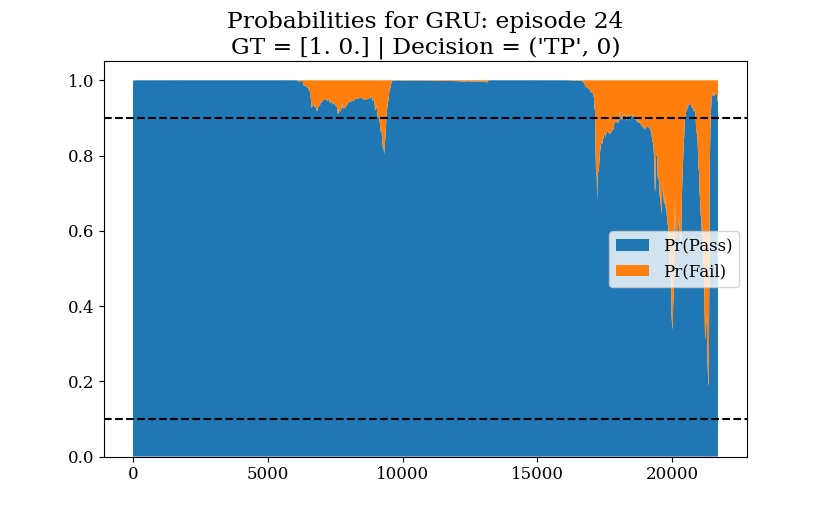 Probabilities for GRU: episode 24
GT = [1. 0.] | Decision = ('TP', 0)
1.0
0.8
0.6
0.4
0.2
0.0
Pr(Pass)
Pr(Fail)
0
5000
10000
15000
20000